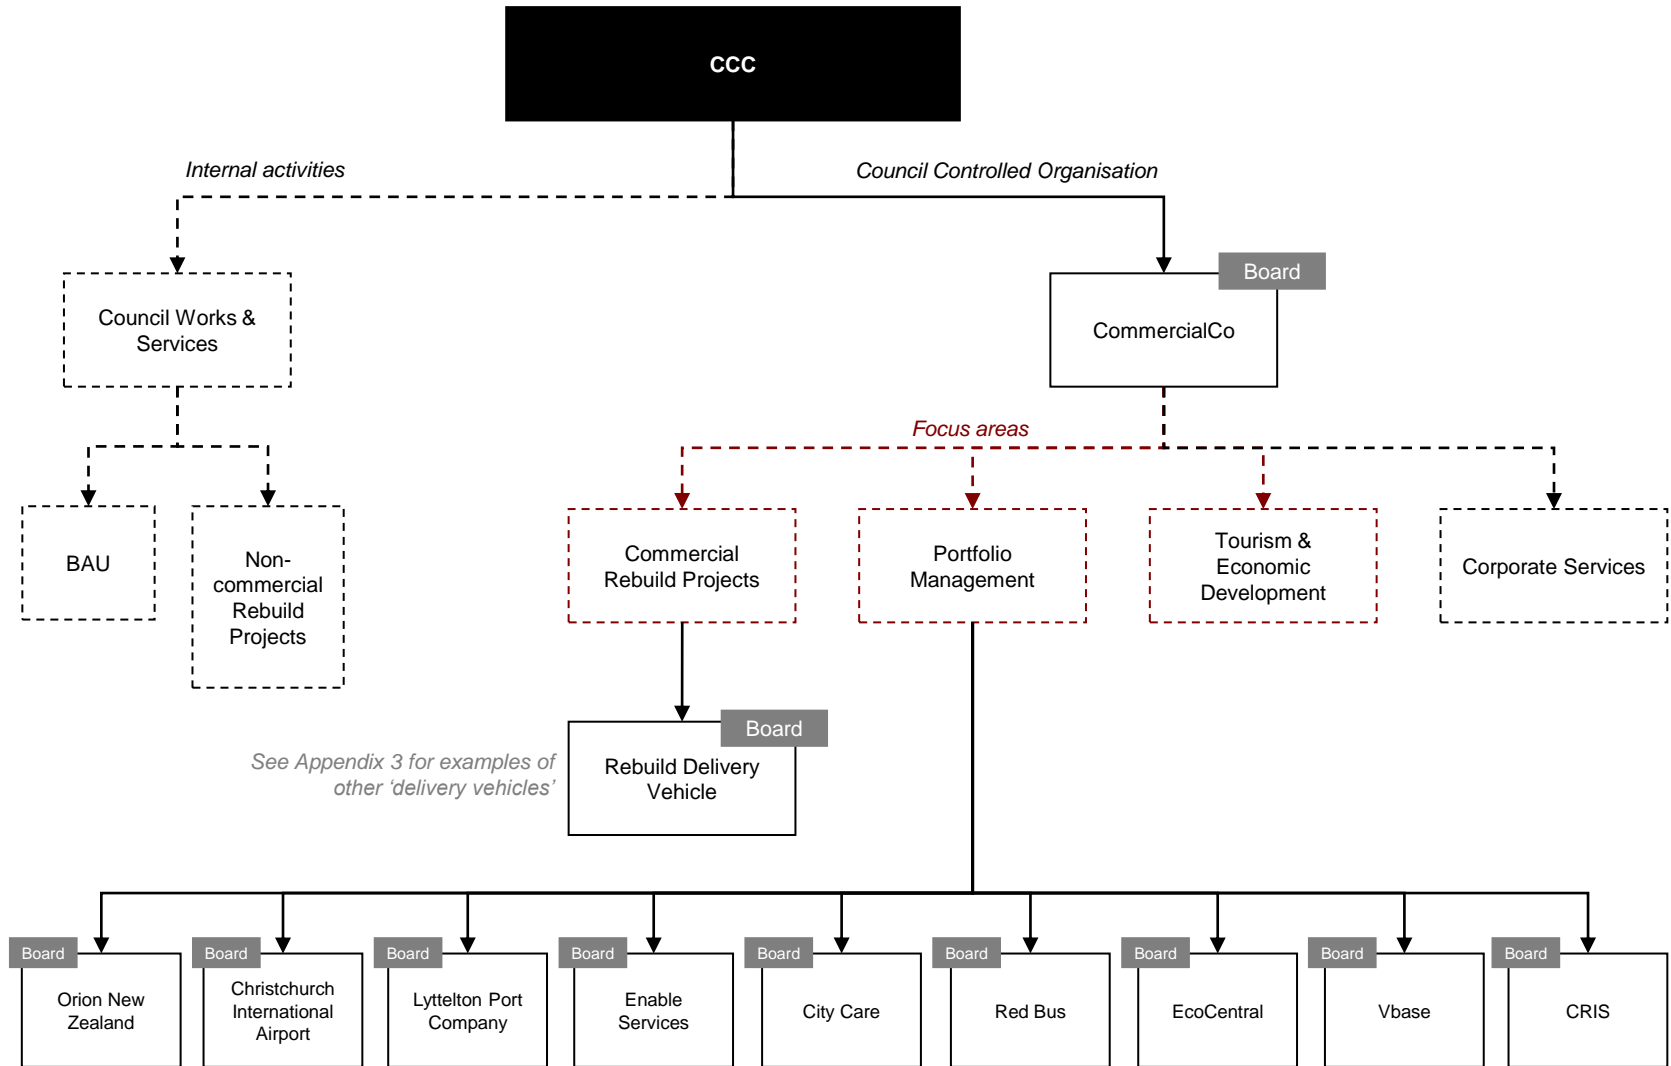 CCC
Internal activities
Council Controlled Organisation
Board
Council Works &
Services
CommercialCo
Focus areas
BAU
Non-
commercial
Rebuild
Projects
Commercial
Rebuild Projects
Portfolio
Management
Tourism &
Economic
Development
Corporate Services
Board
See Appendix 3 for examples of
other ‘delivery vehicles’
Rebuild Delivery
Vehicle
Board
Orion New
Zealand
Board
Christchurch
International
Airport
Board
Lyttelton Port
Company
Board
Enable
Services
Board
City Care
Board
Red Bus
Board
EcoCentral
Board
Vbase
Board
CRIS